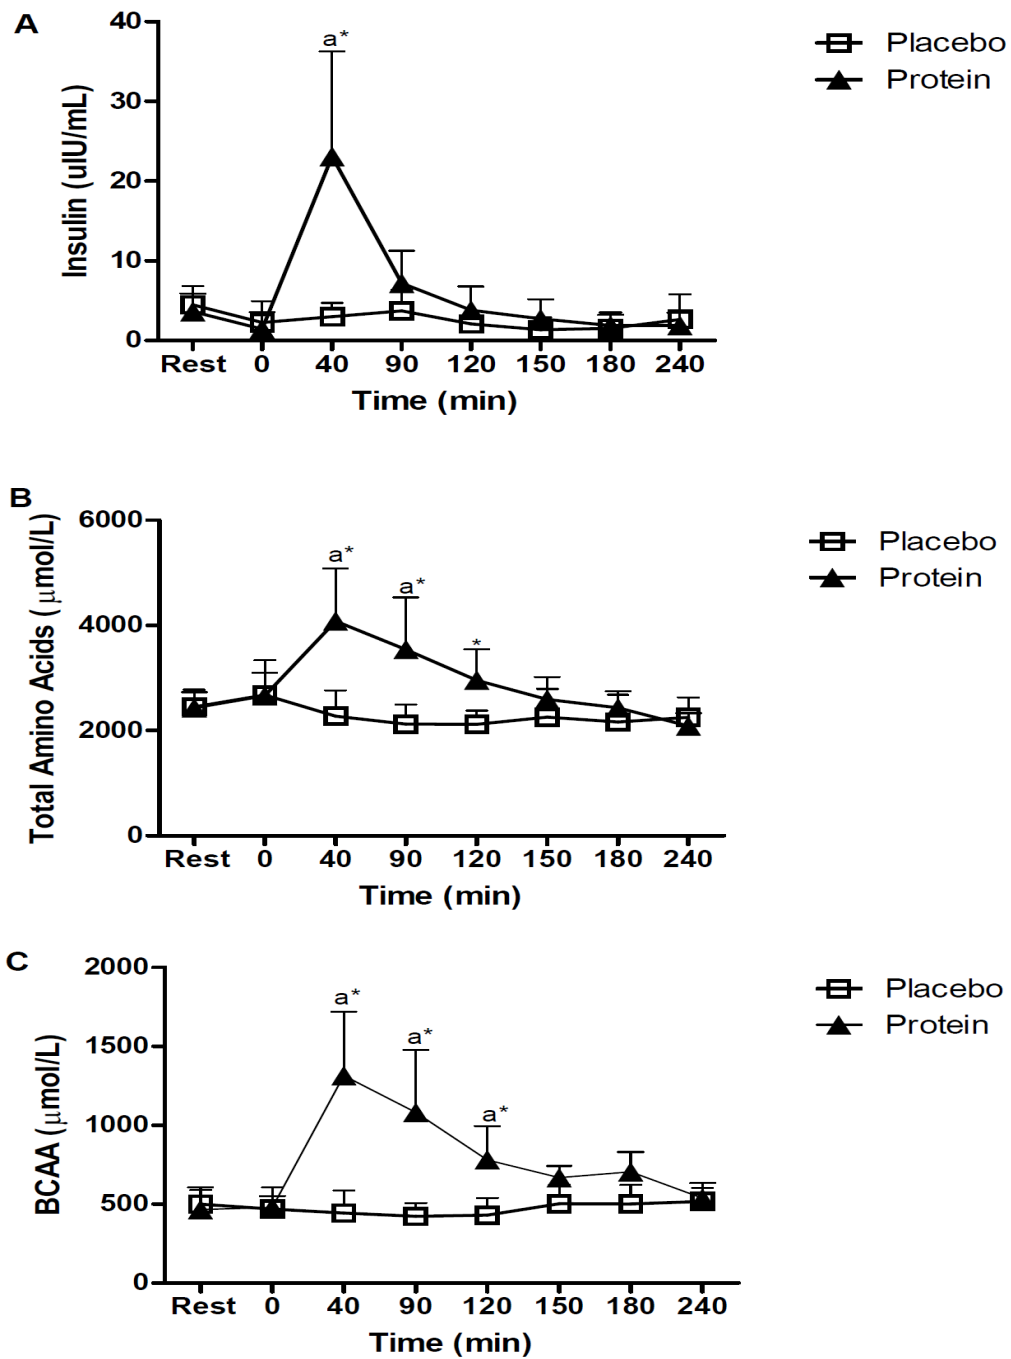 A
Insulin (uIU/mL)
40
30
20
10
0
a*
Rest 0 40 90 120 150 180 240
Time (min)
Placebo
Protein
B
Total Amino Acids (μmol/L)
6000
4000
2000
0
a*
a*
*
Rest 0 40 90 120 150 180 240
Time (min)
Placebo
Protein
C
BCAA (μmol/L)
2000
1500
1000
500
0
a*
a*
a*
Rest 0 40 90 120 150 180 240
Time (min)
Placebo
Protein